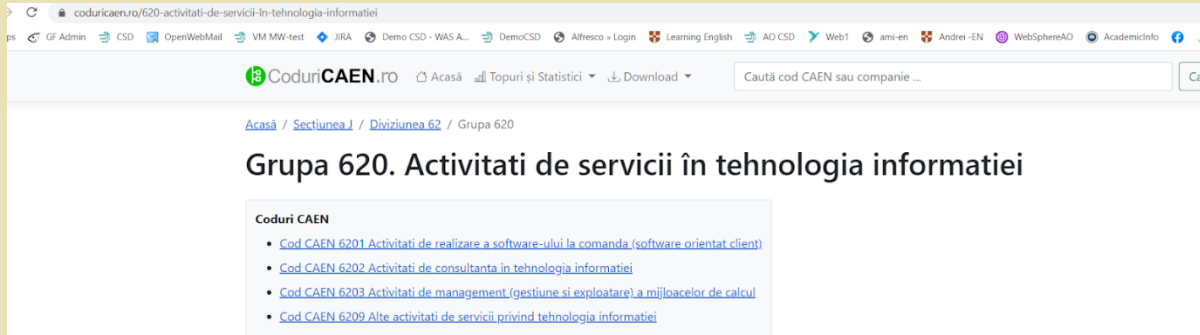 coduricaen.ro/620-activitati-de-servicii-în-tehnologia-informatiei
ps GF Admin CSD OpenWebMail VM MW-test JIRA Demo CSD - WAS A... DemoCSD Alfresco » Login Learning English AO CSD Web1 ami-en Andrei -EN WebSphereAO AcademicInfo
CoduriCAEN.ro Acasă Topuri și Statistici Download Caută cod CAEN sau companie ... Ca
Acasă / Secțiunea J / Diviziunea 62 / Grupa 620
Grupa 620. Activitati de servicii în tehnologia informatiei
Coduri CAEN
• Cod CAEN 6201 Activitati de realizare a software-ului la comanda (software orientat client)
• Cod CAEN 6202 Activitati de consultanta în tehnologia informatiei
• Cod CAEN 6203 Activitati de management (gestiune si exploatare) a mijloacelor de calcul
• Cod CAEN 6209 Alte activitati de servicii privind tehnologia informatiei